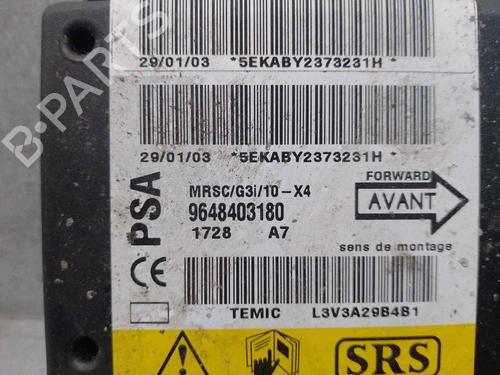 29/01/03 *5EKABY2373231H *
29/01/03 *5EKABY2373231H *
PSA
MRSC/G3i/10-X4
9648403180
1728 A7
FORWARD
AVANT
sens de montage
CE
TEMIC L3V3A29B4B1
SRS
B-PARTS